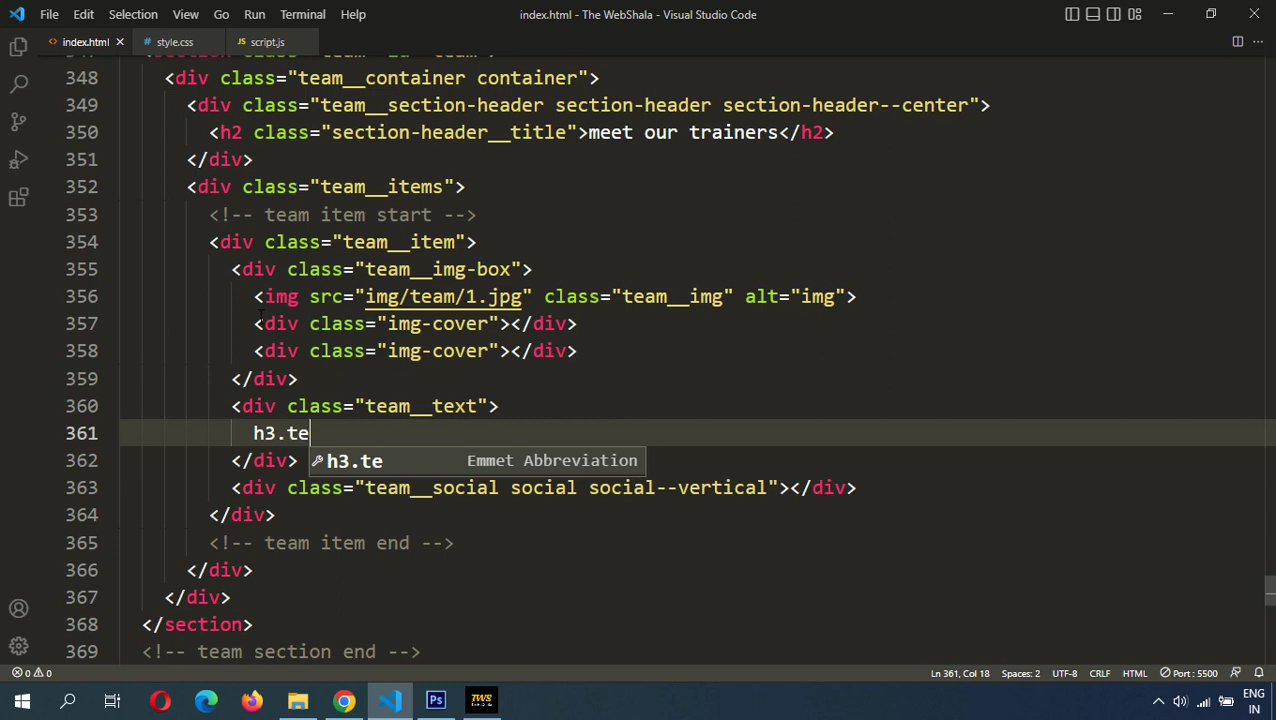 File Edit Selection View Go Run Terminal Help index.html - The WebShala - Visual Studio Code
index.html style.css JS script.js
348 <div class="team__container container">
349 <div class="team__section-header section-header section-header--center">
350 <h2 class="section-header__title">meet our trainers</h2>
351 </div>
352 <div class="team__items">
353 <!-- team item start -->
354 <div class="team__item">
355 <div class="team__img-box">
356 <img src="img/team/1.jpg" class="team__img" alt="img">
357 <div class="img-cover"></div>
358 <div class="img-cover"></div>
359 </div>
360 <div class="team__text">
361 h3.te
362 </div> h3.te Emmet Abbreviation
363 <div class="team__social social social--vertical"></div>
364 </div>
365 <!-- team item end -->
366 </div>
367 </div>
368 </section>
369 <!-- team section end -->
0 0 Ln 361, Col 18 Spaces: 2 UTF-8 CRLF HTML Port : 5500
Ps TWS ENG
IN